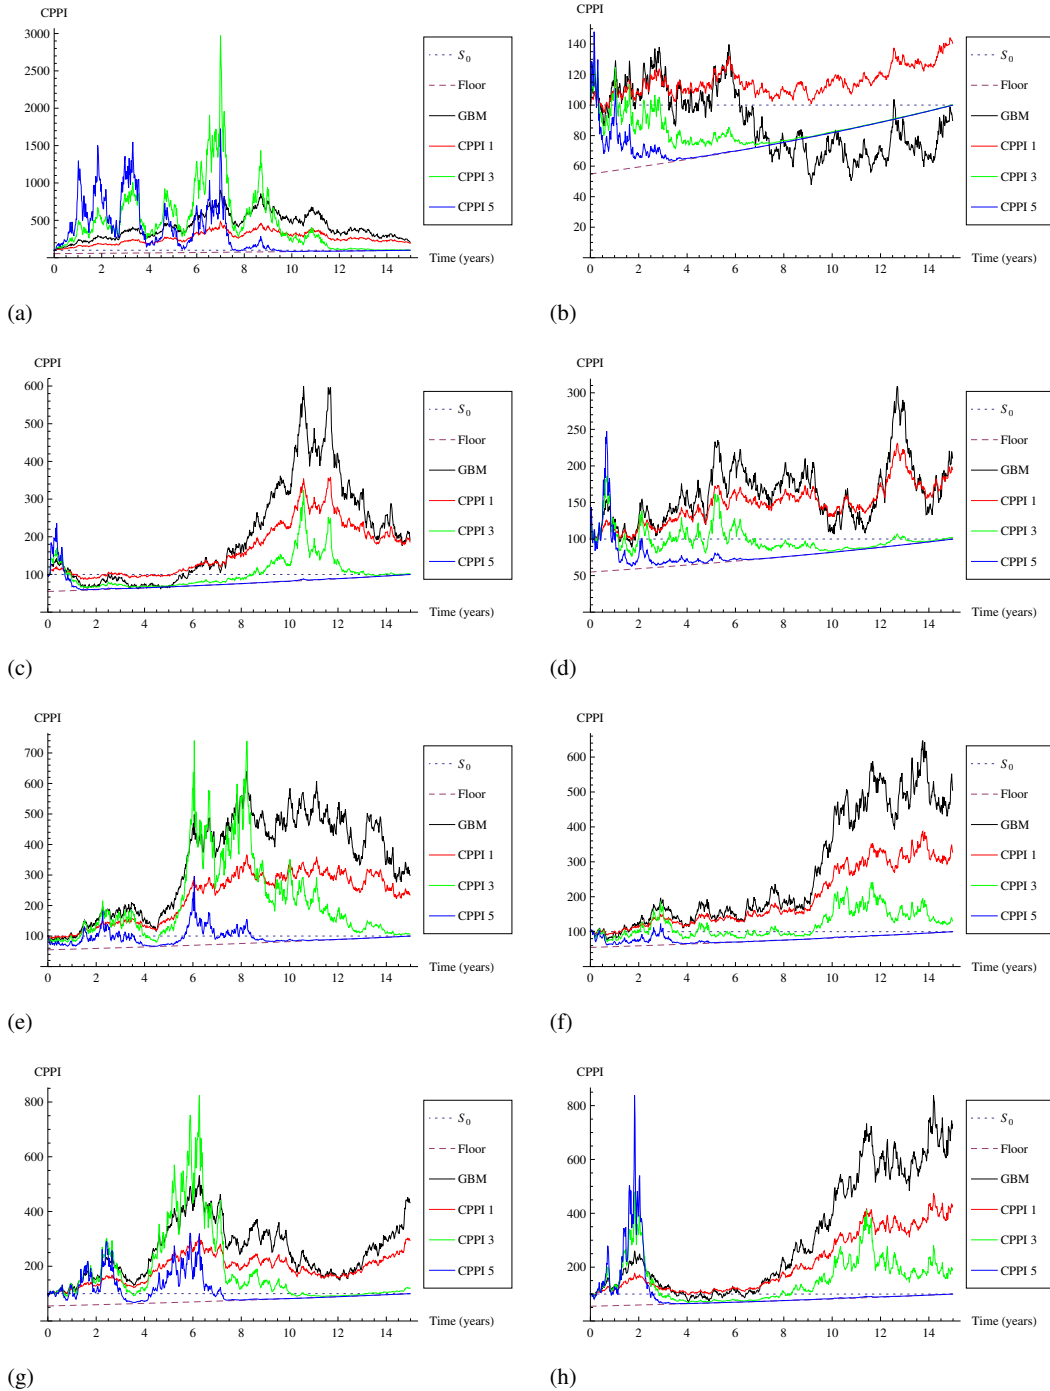 CPPI
3000
2500
2000
1500
1000
500
0 2 4 6 8 10 12 14
Time (years)
S0
Floor
GBM
CPPI 1
CPPI 3
CPPI 5
(a)
CPPI
140
120
100
80
60
40
20
0 2 4 6 8 10 12 14
Time (years)
S0
Floor
GBM
CPPI 1
CPPI 3
CPPI 5
(b)
CPPI
600
500
400
300
200
100
0 2 4 6 8 10 12 14
Time (years)
S0
Floor
GBM
CPPI 1
CPPI 3
CPPI 5
(c)
CPPI
300
250
200
150
100
50
0 2 4 6 8 10 12 14
Time (years)
S0
Floor
GBM
CPPI 1
CPPI 3
CPPI 5
(d)
CPPI
700
600
500
400
300
200
100
0 2 4 6 8 10 12 14
Time (years)
S0
Floor
GBM
CPPI 1
CPPI 3
CPPI 5
(e)
CPPI
600
500
400
300
200
100
0 2 4 6 8 10 12 14
Time (years)
S0
Floor
GBM
CPPI 1
CPPI 3
CPPI 5
(f)
CPPI
800
600
400
200
0 2 4 6 8 10 12 14
Time (years)
S0
Floor
GBM
CPPI 1
CPPI 3
CPPI 5
(g)
CPPI
800
600
400
200
0 2 4 6 8 10 12 14
Time (years)
S0
Floor
GBM
CPPI 1
CPPI 3
CPPI 5
(h)